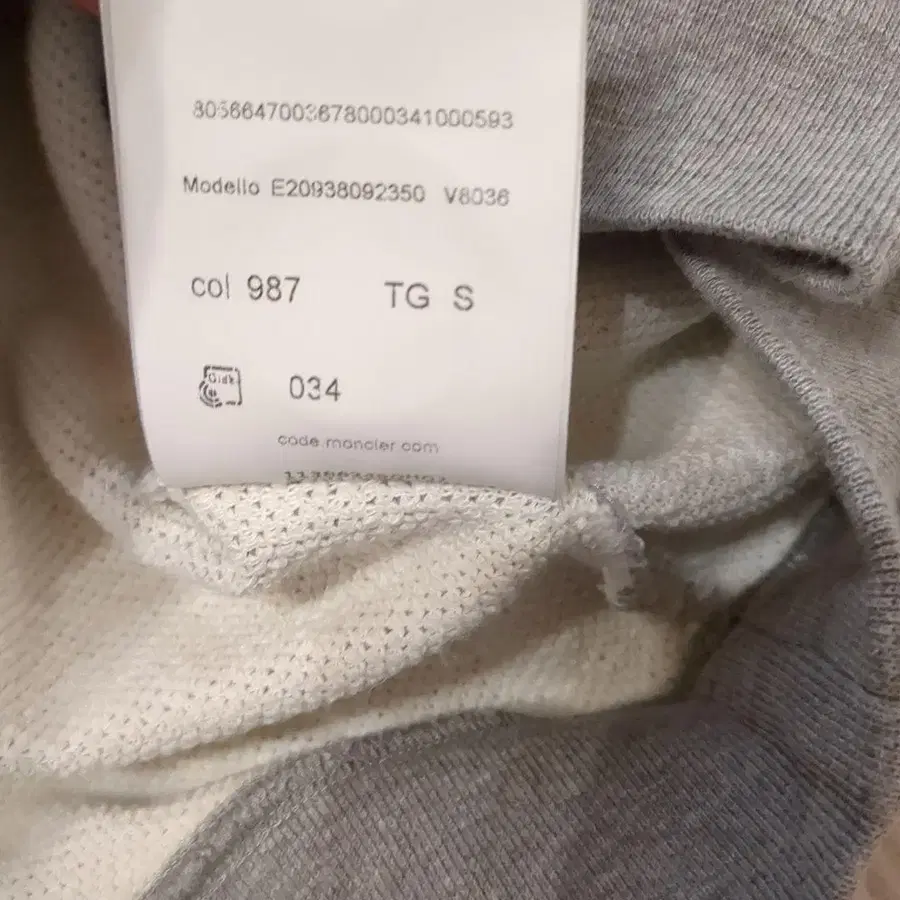 8056647003678000341000593
Modello E20938092350 V8036
col 987 TG S
034
code.moncler.com